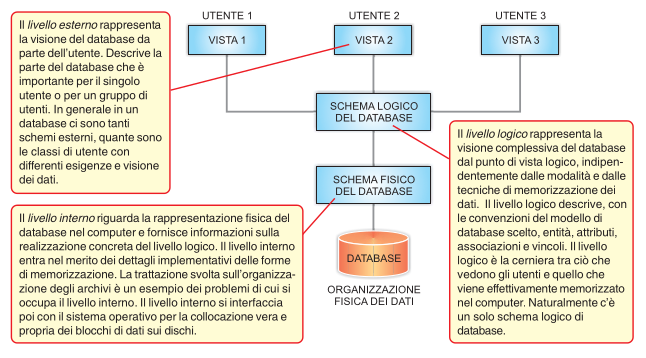 Il livello esterno rappresenta
la visione del database da
parte dell'utente. Descrive la
parte del database che è
importante per il singolo
utente o per un gruppo di
utenti. In generale in un
database ci sono tanti
schemi esterni, quante sono
le classi di utente con
differenti esigenze e visione
dei dati.
UTENTE 1
UTENTE 2
UTENTE 3
VISTA 1
VISTA 2
VISTA 3
SCHEMA LOGICO
DEL DATABASE
SCHEMA FISICO
DEL DATABASE
DATABASE
ORGANIZZAZIONE
FISICA DEI DATI
Il livello logico rappresenta la
visione complessiva del database
dal punto di vista logico, indipen-
dentemente dalle modalità e dalle
tecniche di memorizzazione dei
dati. Il livello logico descrive, con
le convenzioni del modello di
database scelto, entità, attributi,
associazioni e vincoli. Il livello
logico è la cerniera tra ciò che
vedono gli utenti e quello che
viene effettivamente memorizzato
nel computer. Naturalmente c'è
un solo schema logico di
database.
Il livello interno riguarda la rappresentazione fisica del
database nel computer e fornisce informazioni sulla
realizzazione concreta del livello logico. Il livello interno
entra nel merito dei dettagli implementativi delle forme
di memorizzazione. La trattazione svolta sull'organizza-
zione degli archivi è un esempio dei problemi di cui si
occupa il livello interno. Il livello interno si interfaccia
poi con il sistema operativo per la collocazione vera e
propria dei blocchi di dati sui dischi.